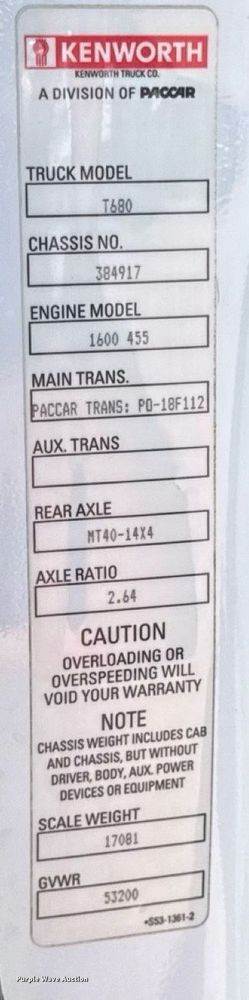 KENWORTH
KENWORTH TRUCK CO.
A DIVISION OF PACCAR
TRUCK MODEL
T680
CHASSIS NO.
384917
ENGINE MODEL
1600 455
MAIN TRANS.
PACCAR TRANS: PO-18F112
AUX. TRANS
REAR AXLE
MT40-14X4
AXLE RATIO
2.64
CAUTION
OVERLOADING OR
OVERSPEEDING WILL
VOID YOUR WARRANTY
NOTE
CHASSIS WEIGHT INCLUDES CAB
AND CHASSIS, BUT WITHOUT
DRIVER, BODY, AUX. POWER
DEVICES OR EQUIPMENT
SCALE WEIGHT
17081
GVWR
53200
•S53-1361-2
Purple Wave Auction